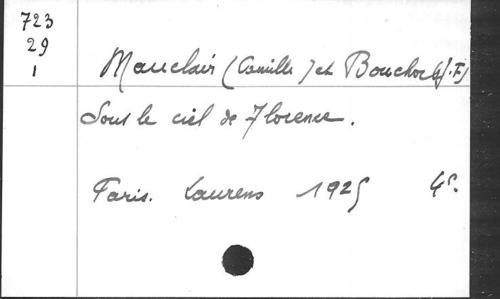 723
29
1
Mauclair (Camille) et Bouchor (J. F)
Sous le ciel de Florence.
Paris. Laurens 1925 4°.